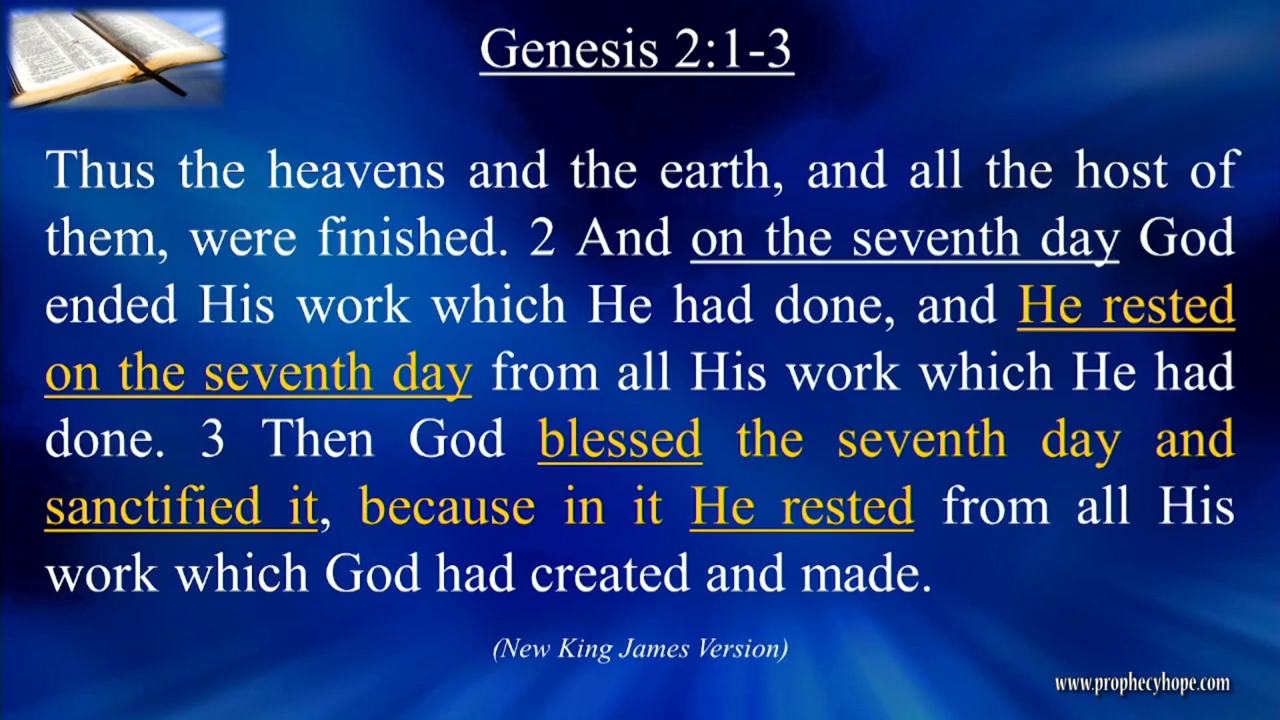 Genesis 2:1-3
Thus the heavens and the earth, and all the host of
them, were finished. 2 And on the seventh day God
ended His work which He had done, and He rested
on the seventh day from all His work which He had
done. 3 Then God blessed the seventh day and
sanctified it, because in it He rested from all His
work which God had created and made.
(New King James Version)
www.prophecyhope.com